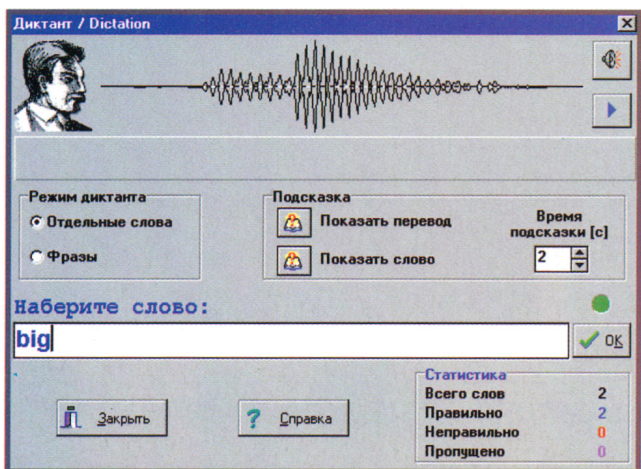 Диктант / Dictation
Режим диктанта
Отдельные слова
Фразы
Подсказка
Показать перевод
Показать слово
Время
подсказки [с]
2
Наберите слово:
big
OK
Закрыть
Справка
Статистика
Всего слов 2
Правильно 2
Неправильно 0
Пропущено 0